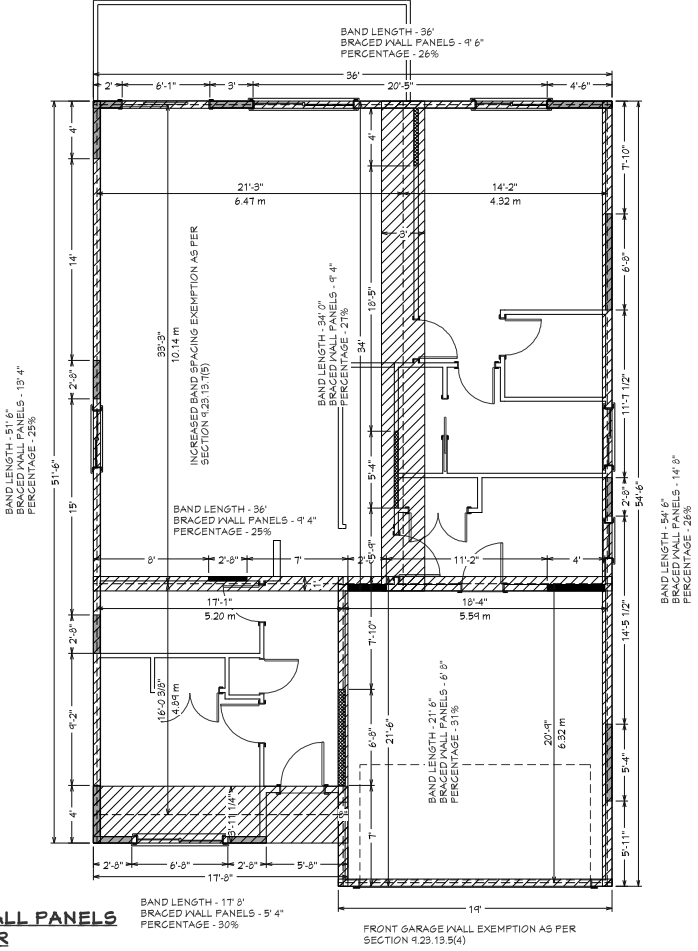 BAND LENGTH - 36'
BRACED WALL PANELS - 9' 6"
PERCENTAGE - 26%
36'
2'
6'-1"
3'
20'-5"
4'-6"
4'
4'
7'-10"
21'-3"
6.47 m
14'-2"
4.32 m
3'
14'
33'-3"
10.14 m
INCREASED BAND SPACING EXEMPTION AS PER
SECTION 9.23.13.7(5)
BAND LENGTH - 34' 0"
BRACED WALL PANELS - 9' 4"
PERCENTAGE - 27%
34'
18'-5"
6'-8"
11'-7 1/2"
2'-8"
BAND LENGTH - 51' 6"
BRACED WALL PANELS - 13' 4"
PERCENTAGE - 25%
51'-6"
15'
5'-4"
2'-8"
54'-6"
BAND LENGTH - 54' 6"
BRACED WALL PANELS - 14' 8"
PERCENTAGE - 26%
BAND LENGTH - 36'
BRACED WALL PANELS - 9' 4"
PERCENTAGE - 25%
8'
2'-8"
7'
5'-9"
11'-2"
4'
1'
17'-1"
5.20 m
18'-4"
5.59 m
2'-8"
7'-10"
14'-5 1/2"
16'-0 3/8"
4.89 m
9'-2"
6'-8"
21'-6"
BAND LENGTH - 21' 6"
BRACED WALL PANELS - 6' 8"
PERCENTAGE - 31%
20'-9"
6.32 m
5'-4"
4'
3'-11 1/4"
7'
5'-11"
2'-8"
6'-8"
2'-8"
5'-8"
17'-8"
19'
BAND LENGTH - 17' 8'
BRACED WALL PANELS - 5' 4"
PERCENTAGE - 30%
FRONT GARAGE WALL EXEMPTION AS PER
SECTION 9.23.13.5(4)
ALL PANELS
R